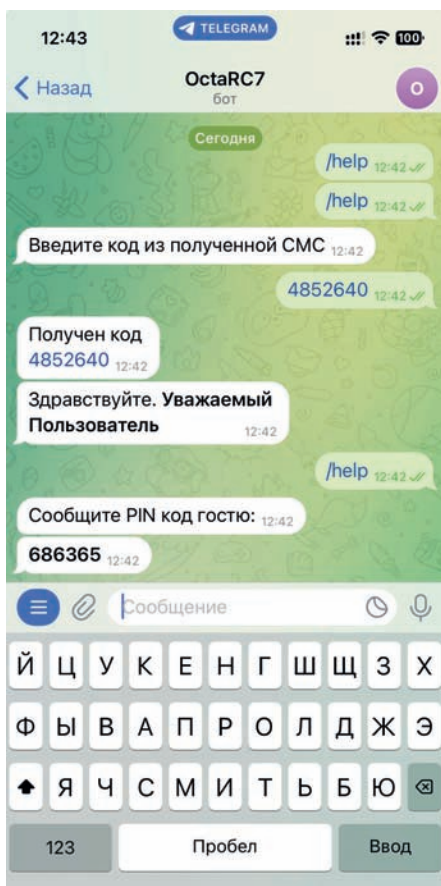 12:43
TELEGRAM
100
Назад
OctaRC7
бот
О
Сегодня
/help 12:42
/help 12:42
Введите код из полученной СМС 12:42
4852640 12:42
Получен код
4852640 12:42
Здравствуйте. Уважаемый
Пользователь 12:42
/help 12:42
Сообщите PIN код гостю: 12:42
686365 12:42
Сообщение
Й Ц У К Е Н Г Ш Щ З Х
Ф Ы В А П Р О Л Д Ж Э
Я Ч С М И Т Ь Б Ю
123 Пробел Ввод